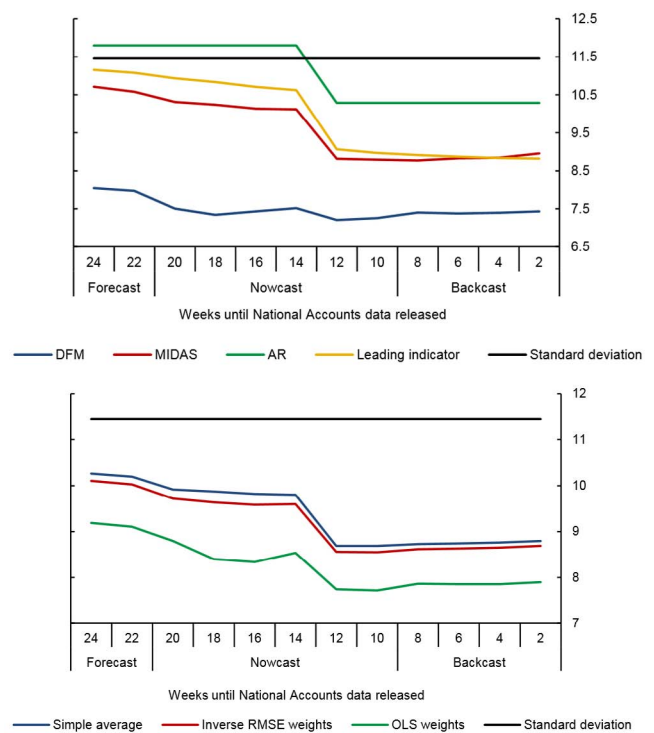 12.5
11.5
10.5
9.5
8.5
7.5
6.5
24 22 20 18 16 14 12 10 8 6 4 2
Forecast Nowcast Backcast
Weeks until National Accounts data released
DFM MIDAS AR Leading indicator Standard deviation
12
11
10
9
8
7
24 22 20 18 16 14 12 10 8 6 4 2
Forecast Nowcast Backcast
Weeks until National Accounts data released
Simple average Inverse RMSE weights OLS weights Standard deviation